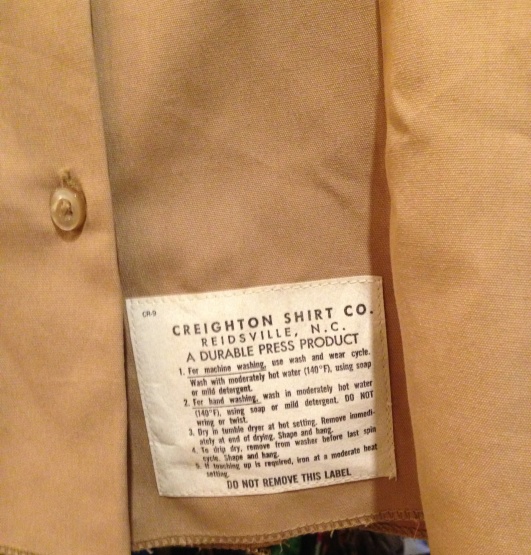 CR-9
CREIGHTON SHIRT CO.
REIDSVILLE, N.C.
A DURABLE PRESS PRODUCT
1. For machine washing, use wash and wear cycle.
Wash with moderately hot water (140°F), using soap
or mild detergent.
2. For hand washing, wash in moderately hot water
(140°F), using soap or mild detergent, DO NOT
wring or twist.
3. Dry in tumble dryer at hot setting. Remove immedi-
ately at end of drying. Shape and hang.
4. To drip dry, remove from washer before last spin
cycle. Shape and hang.
5. If touching up is required, iron at a moderate heat
setting.
DO NOT REMOVE THIS LABEL